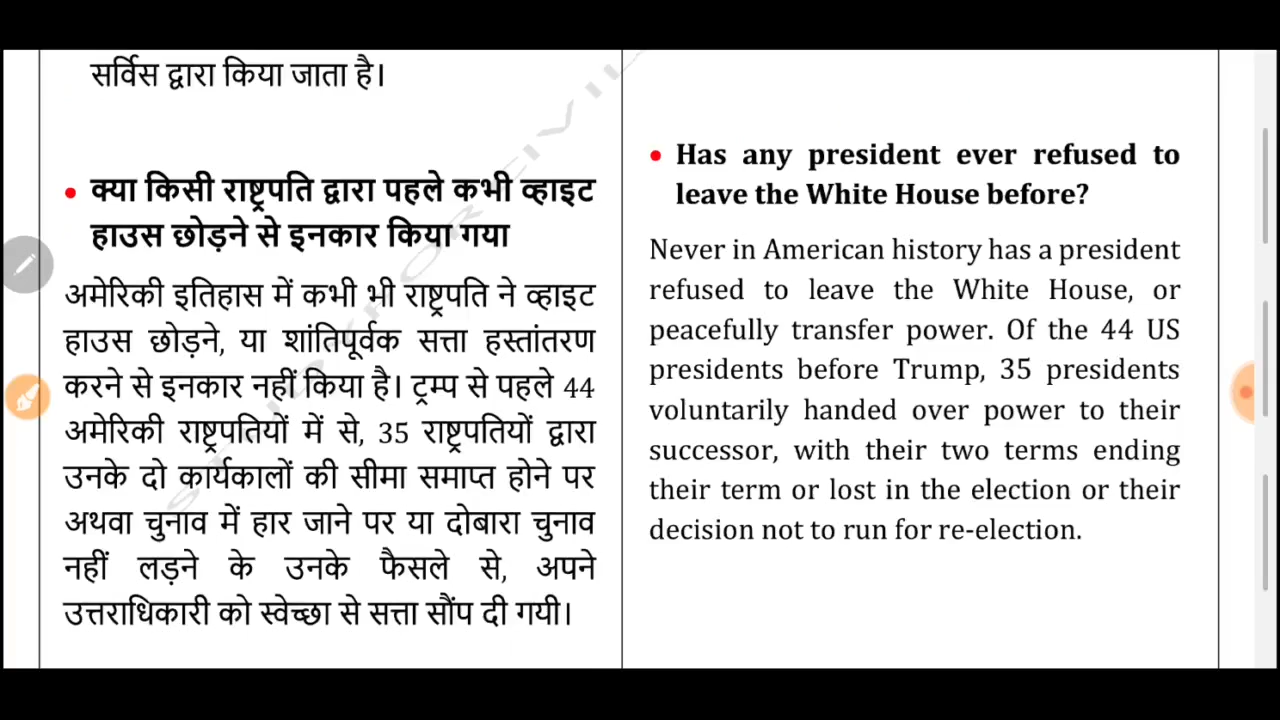 सर्विस द्वारा किया जाता है।
• क्या किसी राष्ट्रपति द्वारा पहले कभी व्हाइट
हाउस छोड़ने से इनकार किया गया
अमेरिकी इतिहास में कभी भी राष्ट्रपति ने व्हाइट
हाउस छोड़ने, या शांतिपूर्वक सत्ता हस्तांतरण
करने से इनकार नहीं किया है। ट्रम्प से पहले 44
अमेरिकी राष्ट्रपतियों में से, 35 राष्ट्रपतियों द्वारा
उनके दो कार्यकालों की सीमा समाप्त होने पर
अथवा चुनाव में हार जाने पर या दोबारा चुनाव
नहीं लड़ने के उनके फैसले से, अपने
उत्तराधिकारी को स्वेच्छा से सत्ता सौंप दी गयी।
• Has any president ever refused to
leave the White House before?
Never in American history has a president
refused to leave the White House, or
peacefully transfer power. Of the 44 US
presidents before Trump, 35 presidents
voluntarily handed over power to their
successor, with their two terms ending
their term or lost in the election or their
decision not to run for re-election.